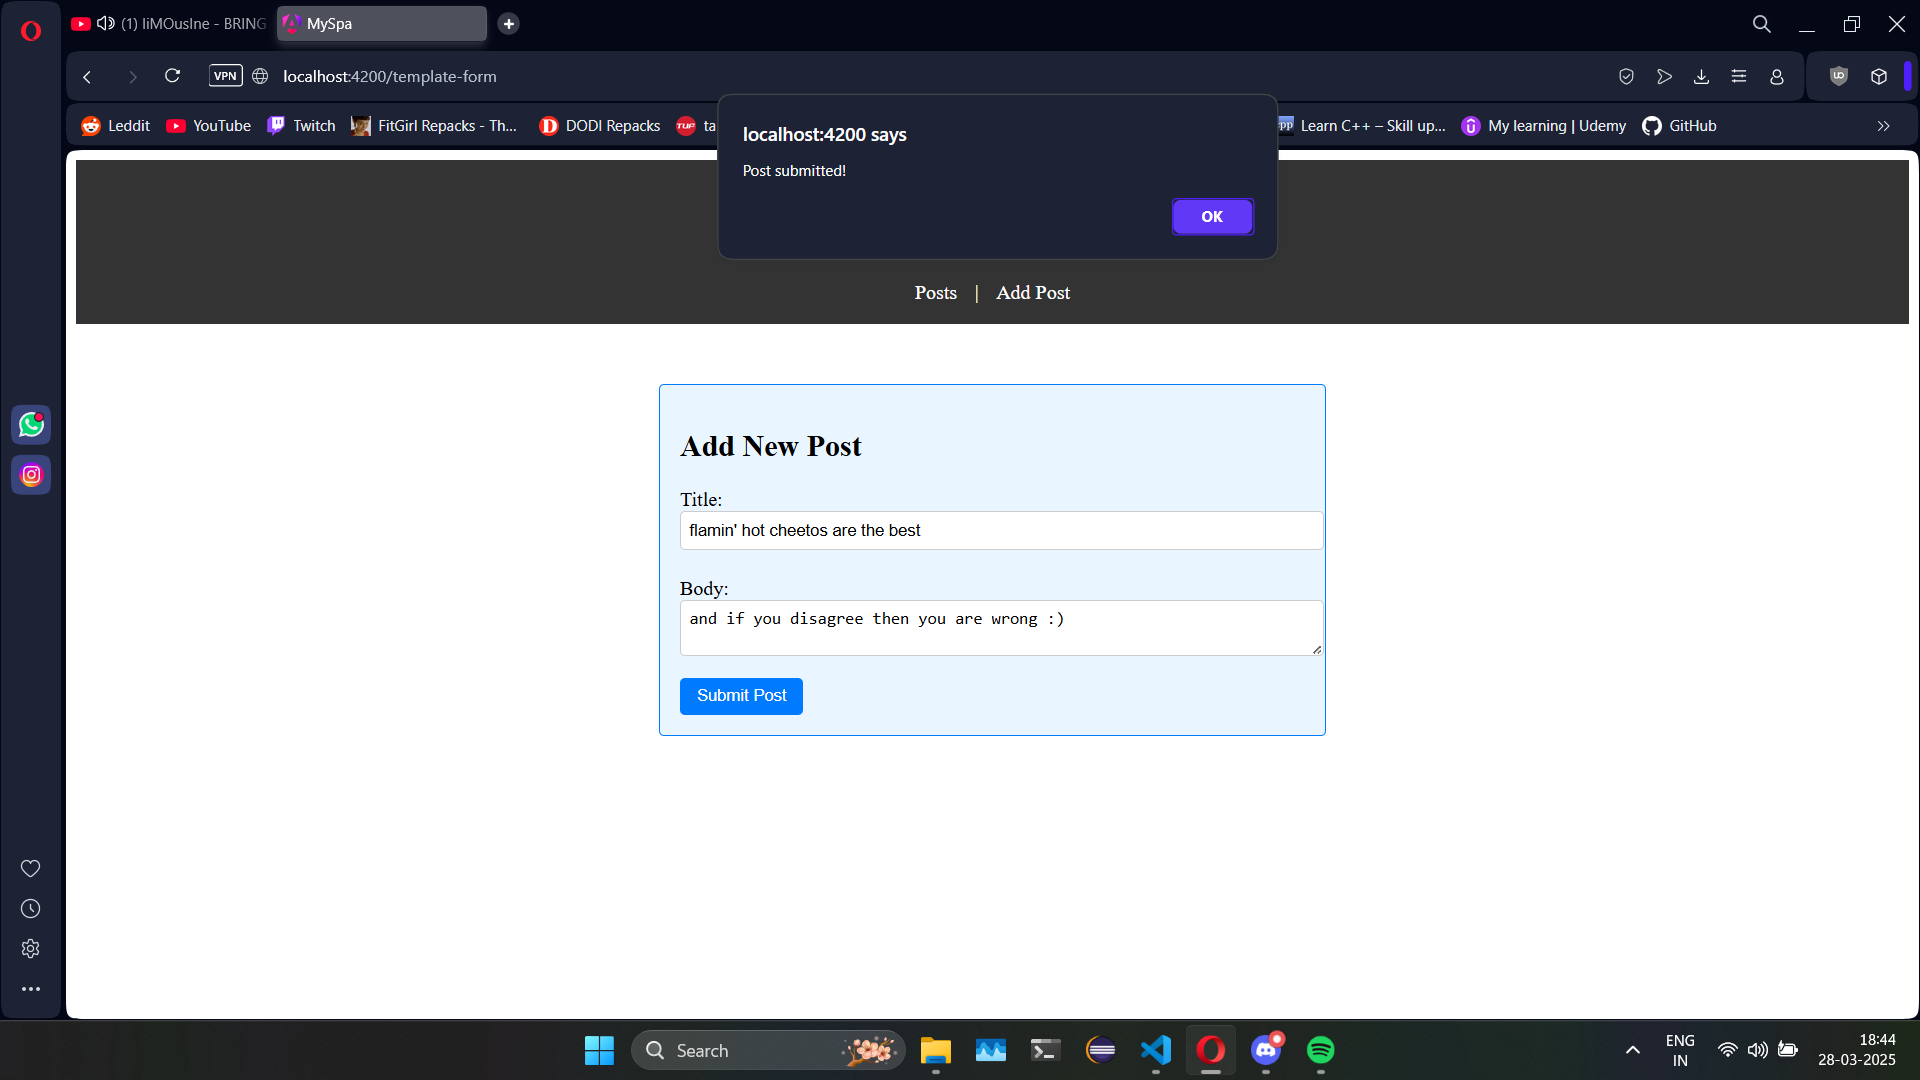 (1) liMOusIne - BRING
MySpa
VPN
localhost:4200/template-form
Leddit
YouTube
Twitch
FitGirl Repacks - Th...
DODI Repacks
TUP
ta
Learn C++ – Skill up...
My learning | Udemy
GitHub
localhost:4200 says
Post submitted!
OK
Posts | Add Post
Add New Post
Title:
flamin' hot cheetos are the best
Body:
and if you disagree then you are wrong :)
Submit Post
Search
ENG
IN
18:44
28-03-2025